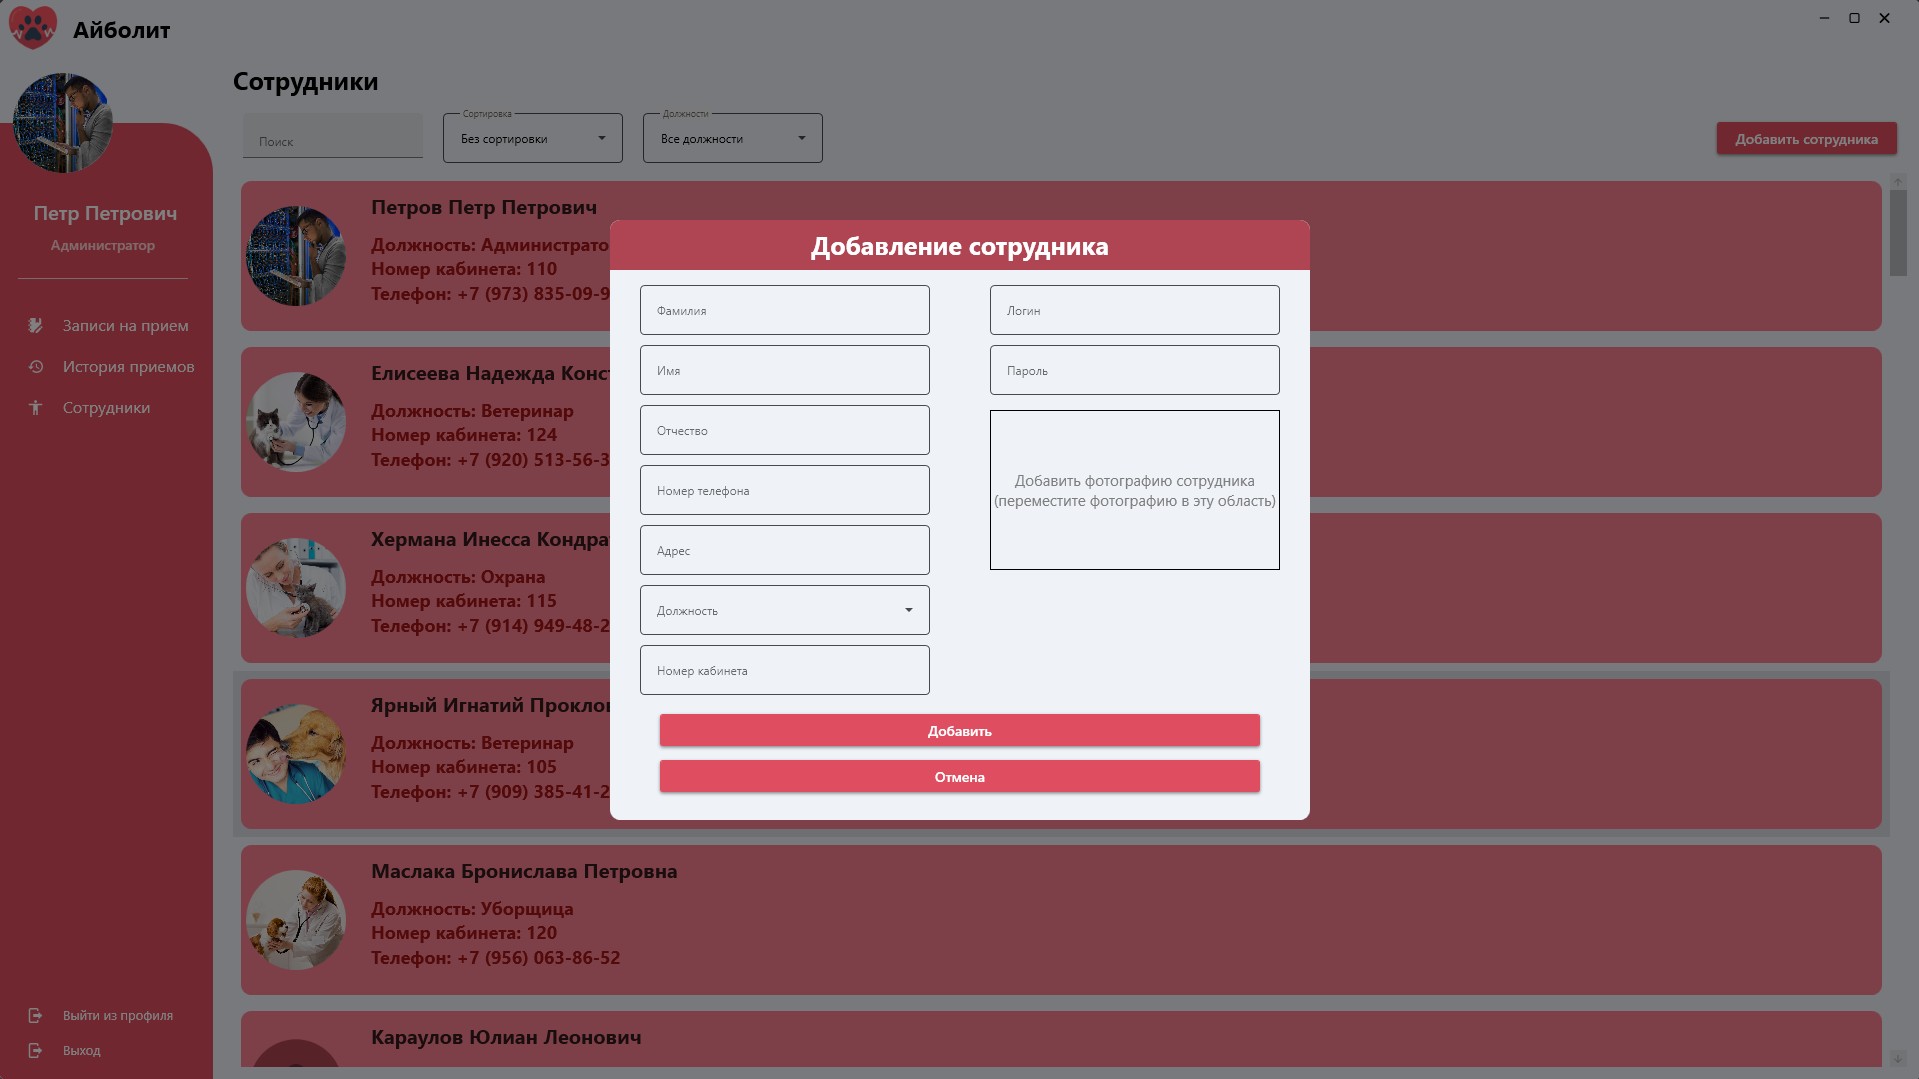 Айболит
Петр Петрович
Администратор
Записи на прием
История приемов
Сотрудники
Выйти из профиля
Выход
Сотрудники
Поиск
Сортировка
Без сортировки
Должности
Все должности
Добавить сотрудника
Петров Петр Петрович
Должность: Администрато
Номер кабинета: 110
Телефон: +7 (973) 835-09-9
Елисеева Надежда Конст
Должность: Ветеринар
Номер кабинета: 124
Телефон: +7 (920) 513-56-3
Хермана Инесса Кондра
Должность: Охрана
Номер кабинета: 115
Телефон: +7 (914) 949-48-2
Ярный Игнатий Прокло
Должность: Ветеринар
Номер кабинета: 105
Телефон: +7 (909) 385-41-2
Маслака Бронислава Петровна
Должность: Уборщица
Номер кабинета: 120
Телефон: +7 (956) 063-86-52
Караулов Юлиан Леонович
Добавление сотрудника
Фамилия
Имя
Отчество
Номер телефона
Адрес
Должность
Номер кабинета
Логин
Пароль
Добавить фотографию сотрудника
(переместите фотографию в эту область)
Добавить
Отмена